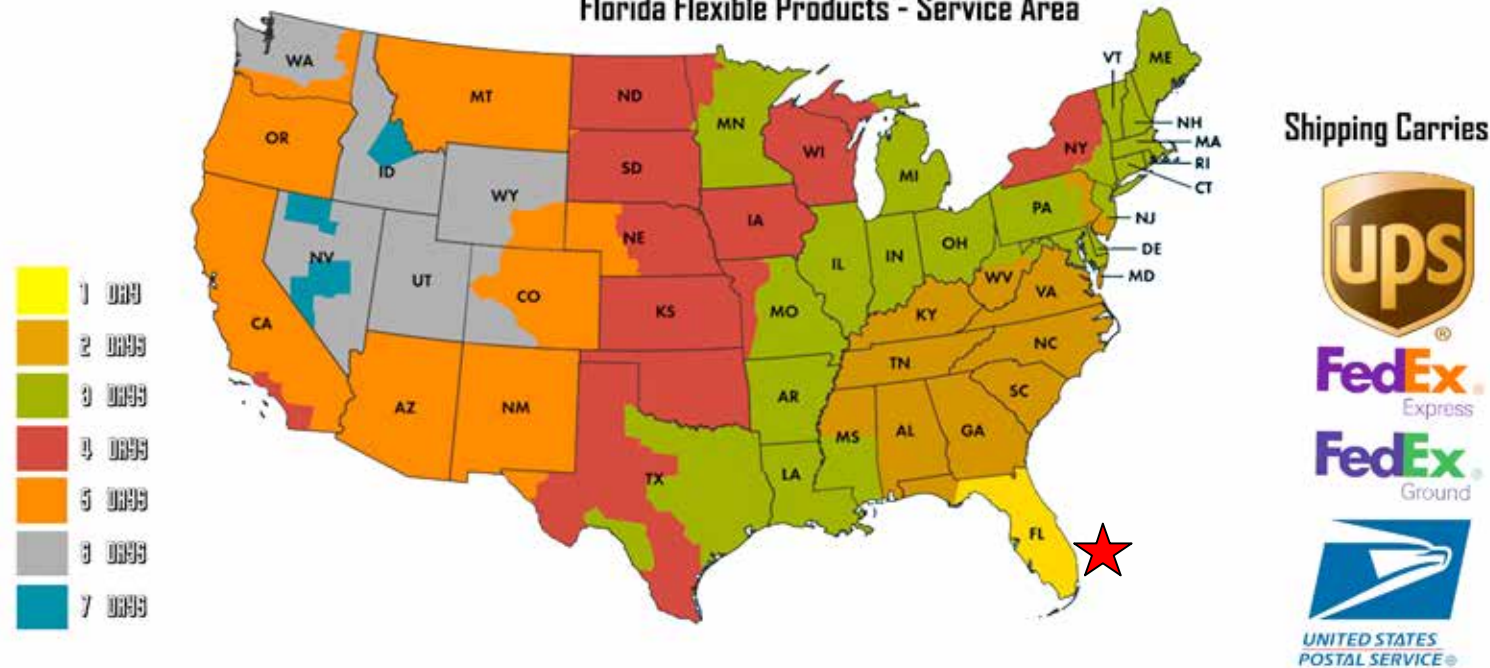 Florida Flexible Products - Service Area
WA
MT
ND
MN
VT
ME
OR
ID
WY
SD
WI
MI
NY
NH
MA
RI
CT
NV
UT
CO
NE
IA
IL
IN
OH
PA
NJ
DE
MD
WV
VA
CA
KS
MO
KY
NC
TN
SC
AZ
NM
AR
MS
AL
GA
TX
LA
FL
1 DAY
2 DAYS
3 DAYS
4 DAYS
5 DAYS
6 DAYS
7 DAYS
Shipping Carries
ups
®
FedEx®
Express
FedEx®
Ground
UNITED STATES
POSTAL SERVICE®